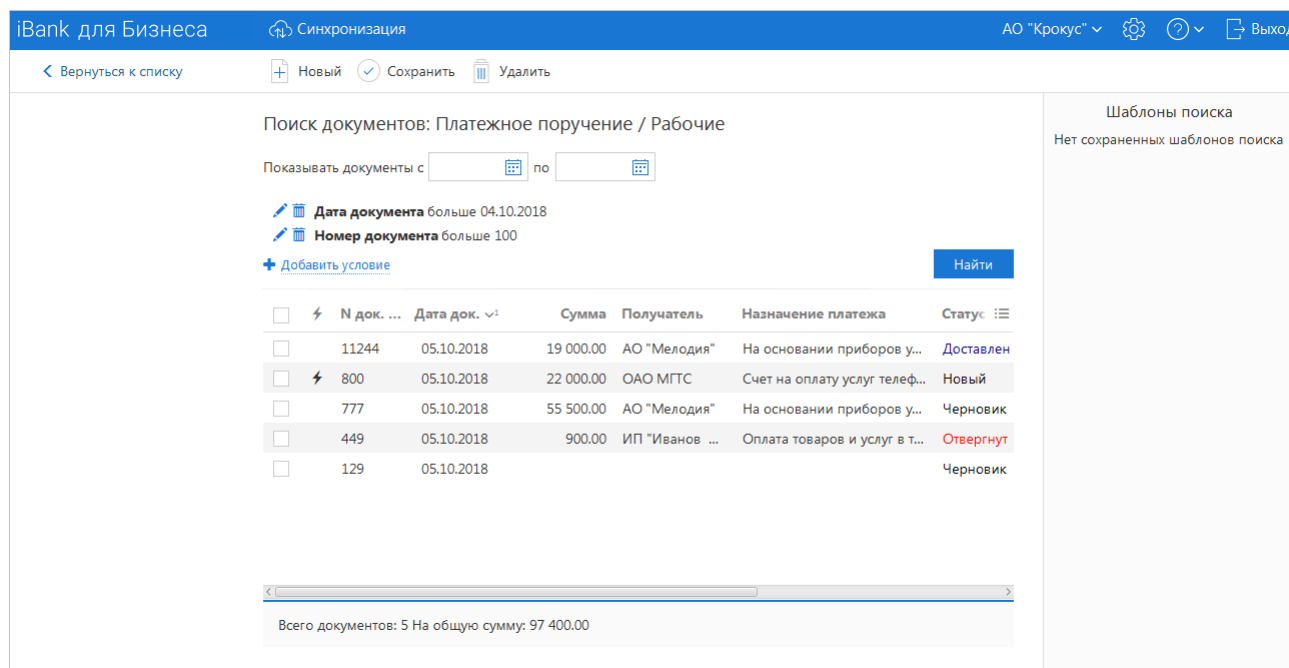 iBank для Бизнеса Синхронизация АО "Крокус" Выход
Вернуться к списку Новый Сохранить Удалить
Шаблоны поиска
Нет сохраненных шаблонов поиска
Поиск документов: Платежное поручение / Рабочие
Показывать документы с по
Дата документа больше 04.10.2018
Номер документа больше 100
Добавить условие Найти
N док. ... Дата док. 1 Сумма Получатель Назначение платежа Статус
11244 05.10.2018 19 000.00 АО "Мелодия" На основании приборов у... Доставлен
800 05.10.2018 22 000.00 ОАО МГТС Счет на оплату услуг телеф... Новый
777 05.10.2018 55 500.00 АО "Мелодия" На основании приборов у... Черновик
449 05.10.2018 900.00 ИП "Иванов ... Оплата товаров и услуг в т... Отвергнут
129 05.10.2018 Черновик
Всего документов: 5 На общую сумму: 97 400.00